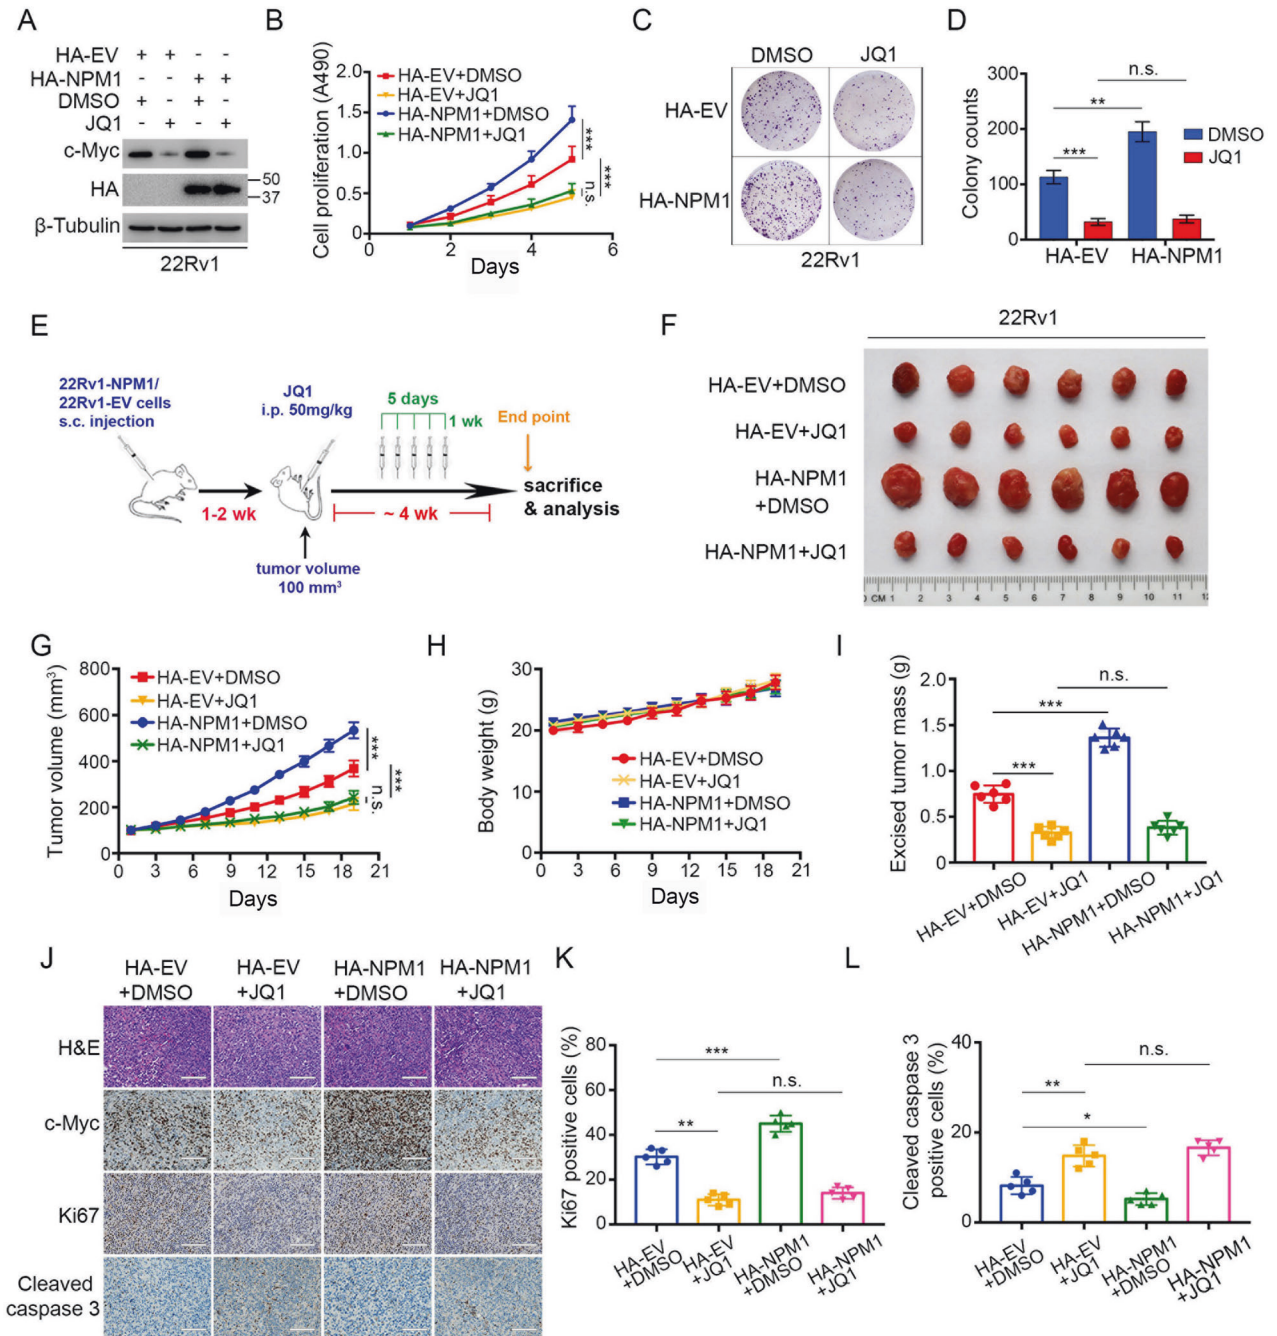 A
HA-EV + + - -
HA-NPM1 - - + +
DMSO + - + -
JQ1 - + - +
c-Myc
HA
50
37
β-Tubulin
22Rv1
B
Cell proliferation (A490)
2.0
1.5
1.0
0.5
0
0 2 4 6
Days
HA-EV+DMSO
HA-EV+JQ1
HA-NPM1+DMSO
HA-NPM1+JQ1
***
***
n.s.
C
DMSO JQ1
HA-EV
HA-NPM1
22Rv1
D
Colony counts
300
200
100
0
n.s.
**
***
DMSO
JQ1
HA-EV HA-NPM1
E
22Rv1-NPM1/
22Rv1-EV cells
s.c. injection
JQ1
i.p. 50mg/kg
5 days
1 wk
End point
1-2 wk
~ 4 wk
sacrifice
& analysis
tumor volume
100 mm³
F
22Rv1
HA-EV+DMSO
HA-EV+JQ1
HA-NPM1
+DMSO
HA-NPM1+JQ1
CM 1 2 3 4 5 6 7 8 9 10 11
G
Tumor volume (mm³)
800
600
400
200
0
0 3 6 9 12 15 18 21
Days
HA-EV+DMSO
HA-EV+JQ1
HA-NPM1+DMSO
HA-NPM1+JQ1
***
***
n.s.
H
Body weight (g)
30
20
10
0
0 3 6 9 12 15 18 21
Days
HA-EV+DMSO
HA-EV+JQ1
HA-NPM1+DMSO
HA-NPM1+JQ1
I
Excised tumor mass (g)
2.0
1.5
1.0
0.5
0
n.s.
***
***
HA-EV+DMSO
HA-EV+JQ1
HA-NPM1+DMSO
HA-NPM1+JQ1
J
HA-EV
+DMSO
HA-EV
+JQ1
HA-NPM1
+DMSO
HA-NPM1
+JQ1
H&E
c-Myc
Ki67
Cleaved
caspase 3
K
Ki67 positive cells (%)
80
60
40
20
0
***
n.s.
**
HA-EV
+DMSO
HA-EV
+JQ1
HA-NPM1
+DMSO
HA-NPM1
+JQ1
L
Cleaved caspase 3
positive cells (%)
40
20
0
n.s.
**
*
HA-EV
+DMSO
HA-EV
+JQ1
HA-NPM1
+DMSO
HA-NPM1
+JQ1